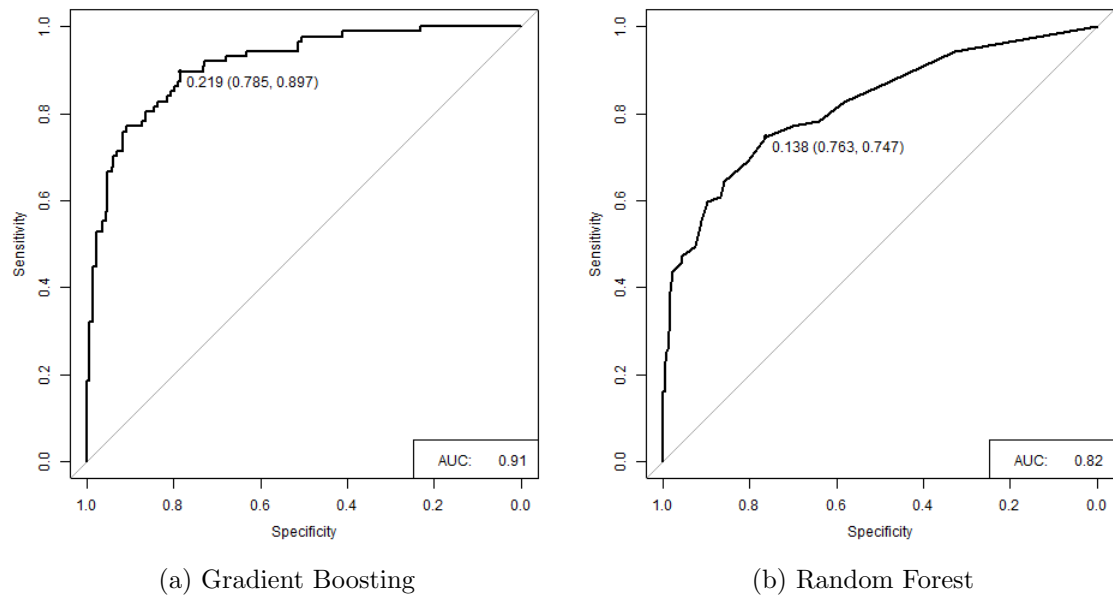 1.0
0.8
0.6
0.4
0.2
0.0
Sensitivity
0.219 (0.785, 0.897)
AUC: 0.91
1.0 0.8 0.6 0.4 0.2 0.0
Specificity
(a) Gradient Boosting
1.0
0.8
0.6
0.4
0.2
0.0
Sensitivity
0.138 (0.763, 0.747)
AUC: 0.82
1.0 0.8 0.6 0.4 0.2 0.0
Specificity
(b) Random Forest